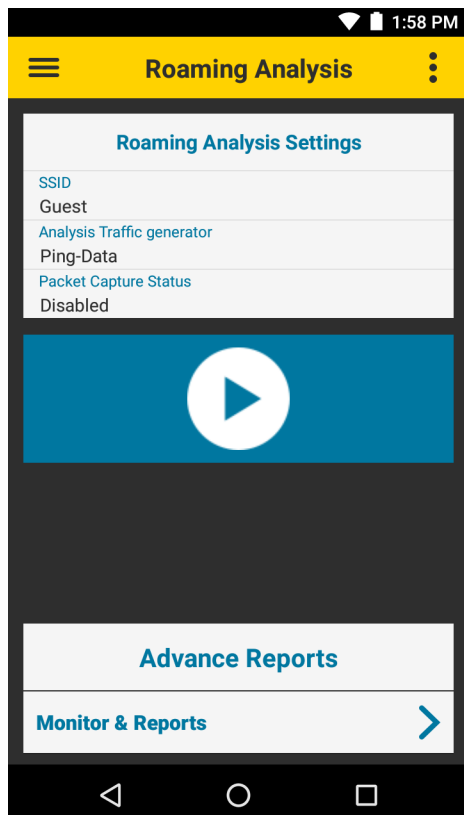 1:58 PM
Roaming Analysis
Roaming Analysis Settings
SSID
Guest
Analysis Traffic generator
Ping-Data
Packet Capture Status
Disabled
Advance Reports
Monitor & Reports